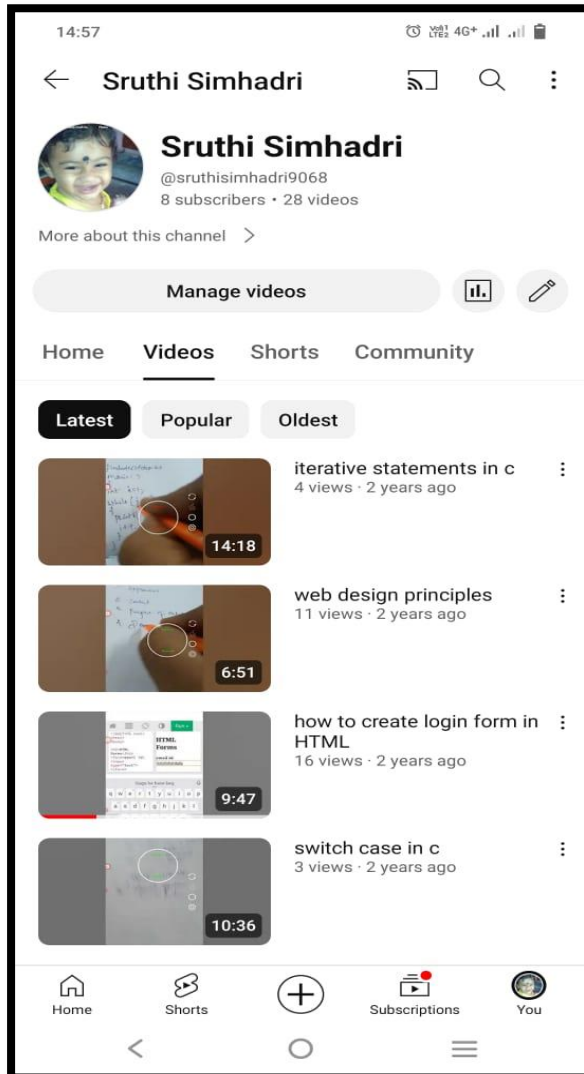 14:57
Vo1 LTE2 4G+
Sruthi Simhadri
Sruthi Simhadri
@sruthisimhadri9068
8 subscribers • 28 videos
More about this channel >
Manage videos
Home Videos Shorts Community
Latest Popular Oldest
iterative statements in c
4 views · 2 years ago
14:18
web design principles
11 views · 2 years ago
6:51
how to create login form in
HTML
16 views · 2 years ago
HTML
Forms
9:47
switch case in c
3 views · 2 years ago
10:36
Home Shorts Subscriptions You